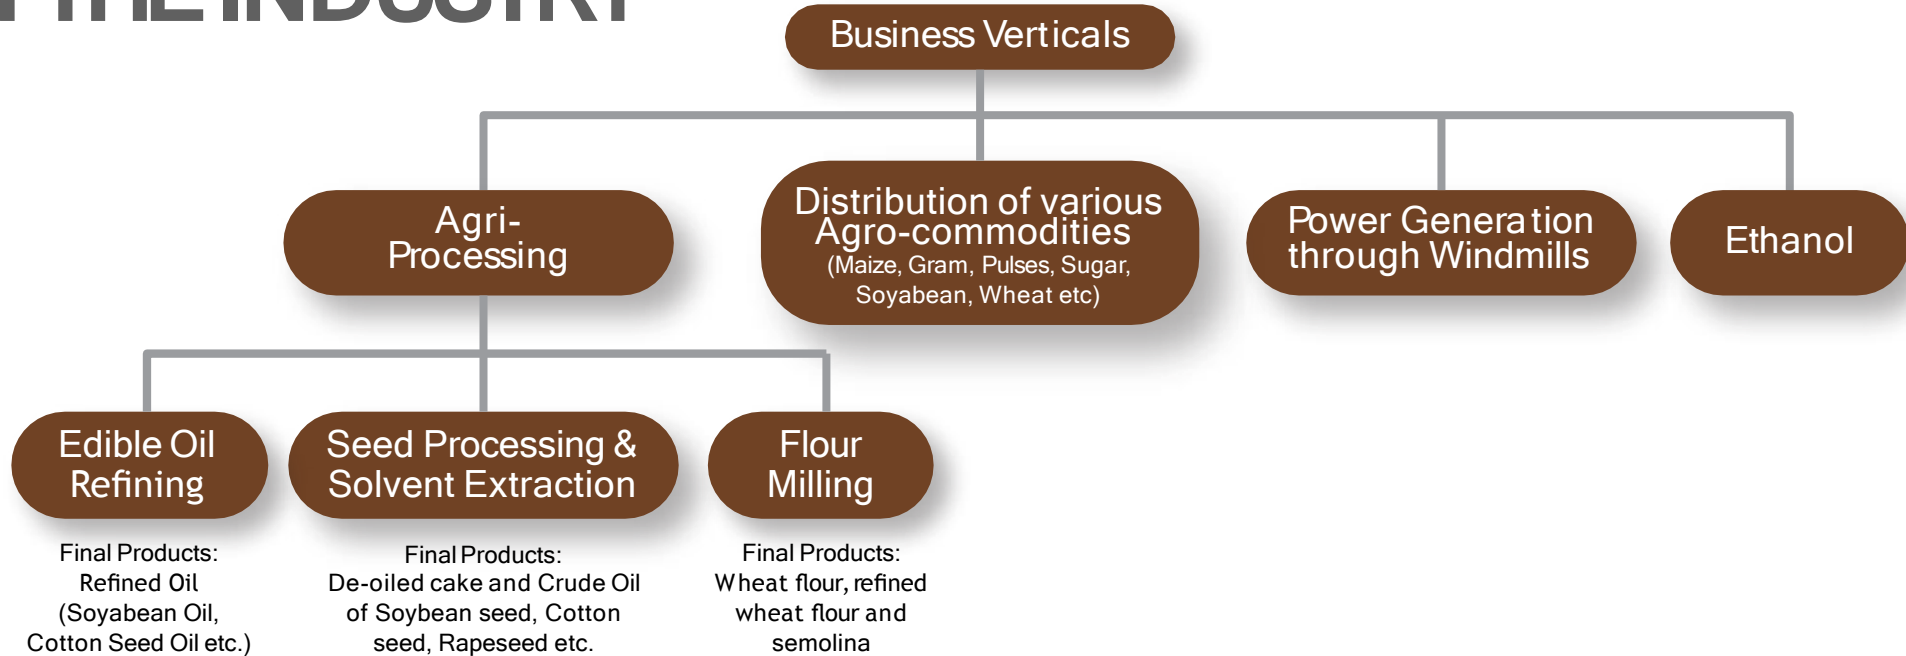 THE INDUSTRY
Business Verticals
Agri-
Processing
Distribution of various
Agro-commodities
(Maize, Gram, Pulses, Sugar,
Soyabean, Wheat etc)
Power Generation
through Windmills
Ethanol
Edible Oil
Refining
Seed Processing &
Solvent Extraction
Flour
Milling
Final Products:
Refined Oil
(Soyabean Oil,
Cotton Seed Oil etc.)
Final Products:
De-oiled cake and Crude Oil
of Soybean seed, Cotton
seed, Rapeseed etc.
Final Products:
Wheat flour, refined
wheat flour and
semolina